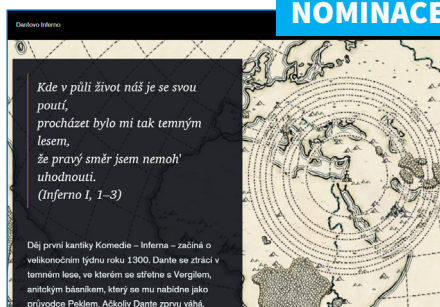 NOMINACE
Dantovo Inferno
Kde v půli život náš je se svou
poutí,
procházet bylo mi tak temným
lesem,
že pravý směr jsem nemoh'
uhodnouti.
(Inferno I, 1–3)
Děj první kantiky Komedie – Inferna – začíná o
velikonočním týdnu roku 1300. Dante se ztrácí v
temném lese, ve kterém se střetne s Vergilem,
anitckým básníkem, který se mu nabídne jako
průvodce Peklem. Ačkoliv Dante zprvu váhá,